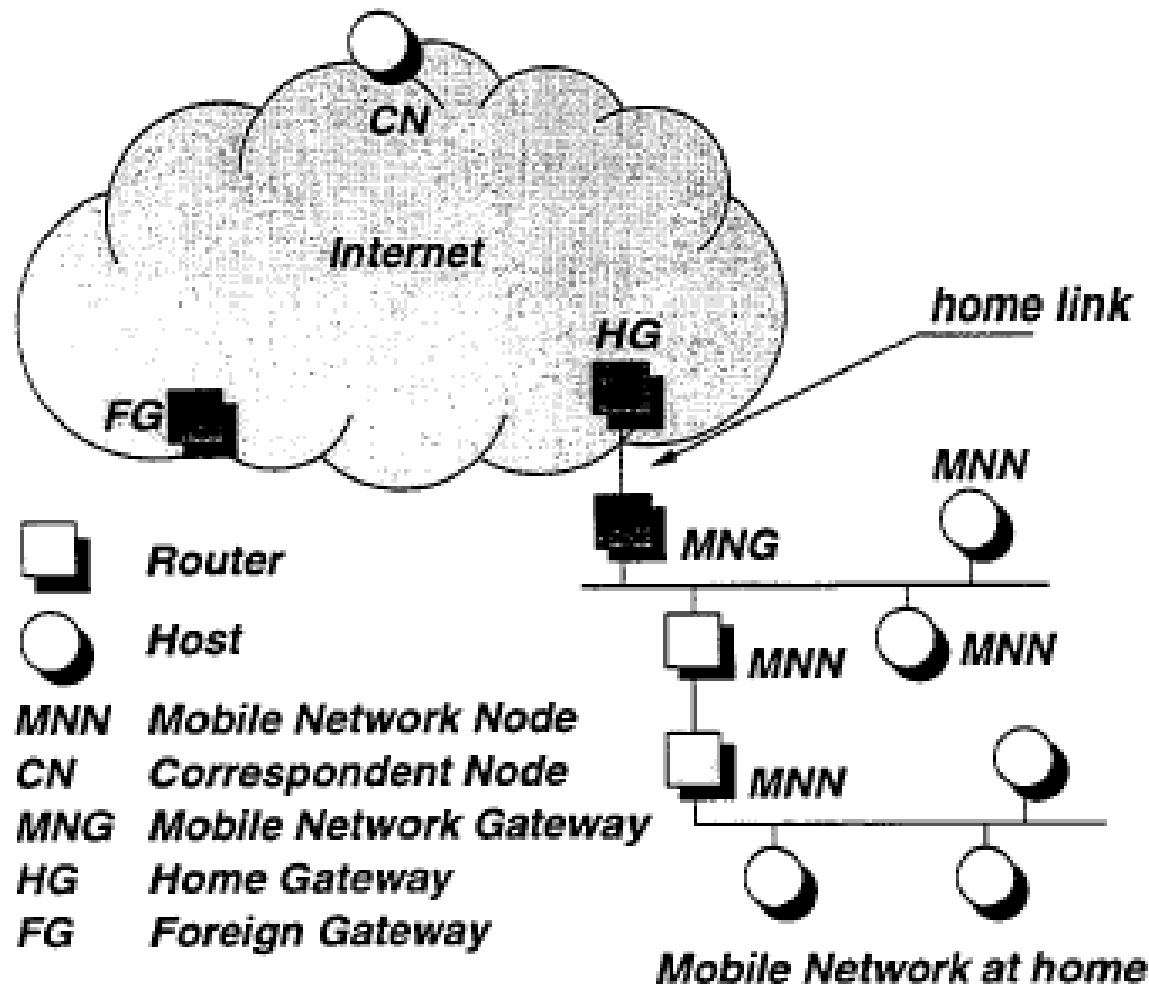 CN
Internet
home link
HG
FG
MNN
MNG
Router
Host
MNN
MNN
MNN
MNN Mobile Network Node
CN Correspondent Node
MNG Mobile Network Gateway
HG Home Gateway
FG Foreign Gateway
Mobile Network at home